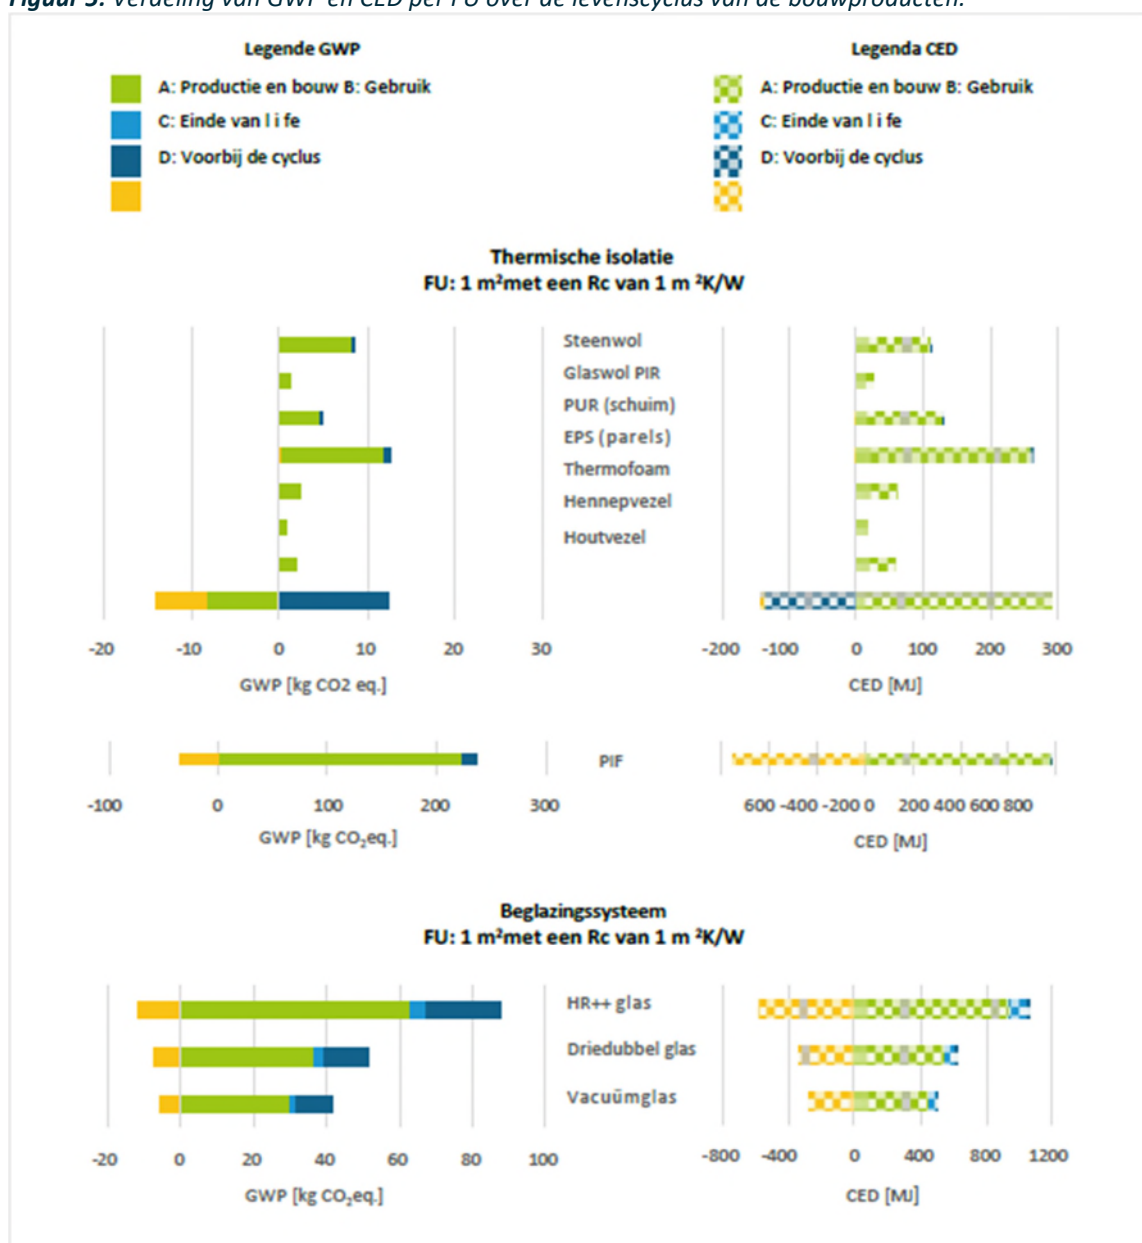 Figuur 3: Verdeling van GWP en CED per FU over de levenscyclus van de bouwproducten.
Legende GWP
A: Productie en bouw B: Gebruik
C: Einde van l i fe
D: Voorbij de cyclus
Legenda CED
A: Productie en bouw B: Gebruik
C: Einde van l i fe
D: Voorbij de cyclus
Thermische isolatie
FU: 1 m²met een Rc van 1 m ²K/W
Steenwol
Glaswol PIR
PUR (schuim)
EPS (parels)
Thermofoam
Hennepvezel
Houtvezel
-20 -10 0 10 20 30
GWP [kg CO2 eq.]
-200 -100 0 100 200 300
CED [MJ]
PIF
-100 0 100 200 300
GWP [kg CO₂eq.]
600 -400 -200 0 200 400 600 800
CED [MJ]
Beglazingssysteem
FU: 1 m²met een Rc van 1 m ²K/W
HR++ glas
Driedubbel glas
Vacuümglas
-20 0 20 40 60 80 100
GWP [kg CO₂eq.]
-800 -400 0 400 800 1200
CED [MJ]